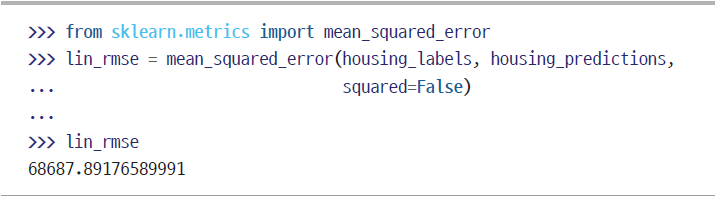 >>> from sklearn.metrics import mean_squared_error
>>> lin_rmse = mean_squared_error(housing_labels, housing_predictions,
...                               squared=False)
...
>>> lin_rmse
68687.89176589991